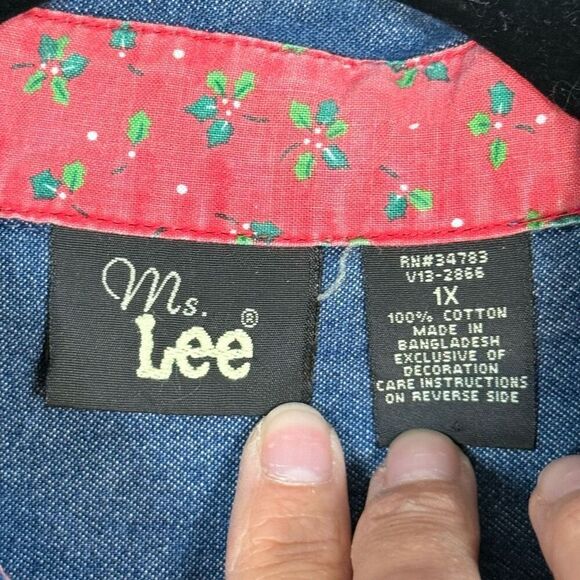 Ms.
Lee®
RN#34783
V13-2866
1X
100% COTTON
MADE IN
BANGLADESH
EXCLUSIVE OF
DECORATION
CARE INSTRUCTIONS
ON REVERSE SIDE